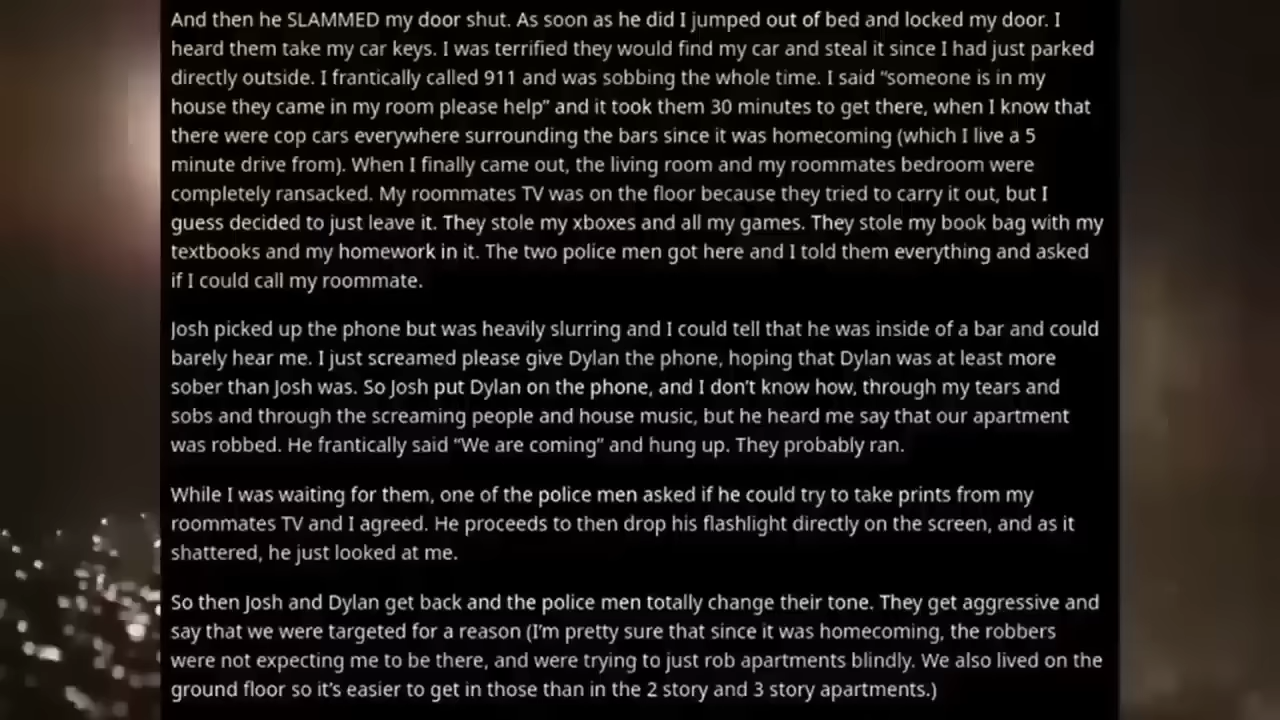 And then he SLAMMED my door shut. As soon as he did I jumped out of bed and locked my door. I
heard them take my car keys. I was terrified they would find my car and steal it since I had just parked
directly outside. I frantically called 911 and was sobbing the whole time. I said “someone is in my
house they came in my room please help” and it took them 30 minutes to get there, when I know that
there were cop cars everywhere surrounding the bars since it was homecoming (which I live a 5
minute drive from). When I finally came out, the living room and my roommates bedroom were
completely ransacked. My roommates TV was on the floor because they tried to carry it out, but I
guess decided to just leave it. They stole my xboxes and all my games. They stole my book bag with my
textbooks and my homework in it. The two police men got here and I told them everything and asked
if I could call my roommate.
Josh picked up the phone but was heavily slurring and I could tell that he was inside of a bar and could
barely hear me. I just screamed please give Dylan the phone, hoping that Dylan was at least more
sober than Josh was. So Josh put Dylan on the phone, and I don’t know how, through my tears and
sobs and through the screaming people and house music, but he heard me say that our apartment
was robbed. He frantically said “We are coming” and hung up. They probably ran.
While I was waiting for them, one of the police men asked if he could try to take prints from my
roommates TV and I agreed. He proceeds to then drop his flashlight directly on the screen, and as it
shattered, he just looked at me.
So then Josh and Dylan get back and the police men totally change their tone. They get aggressive and
say that we were targeted for a reason (I’m pretty sure that since it was homecoming, the robbers
were not expecting me to be there, and were trying to just rob apartments blindly. We also lived on the
ground floor so it’s easier to get in those than in the 2 story and 3 story apartments.)